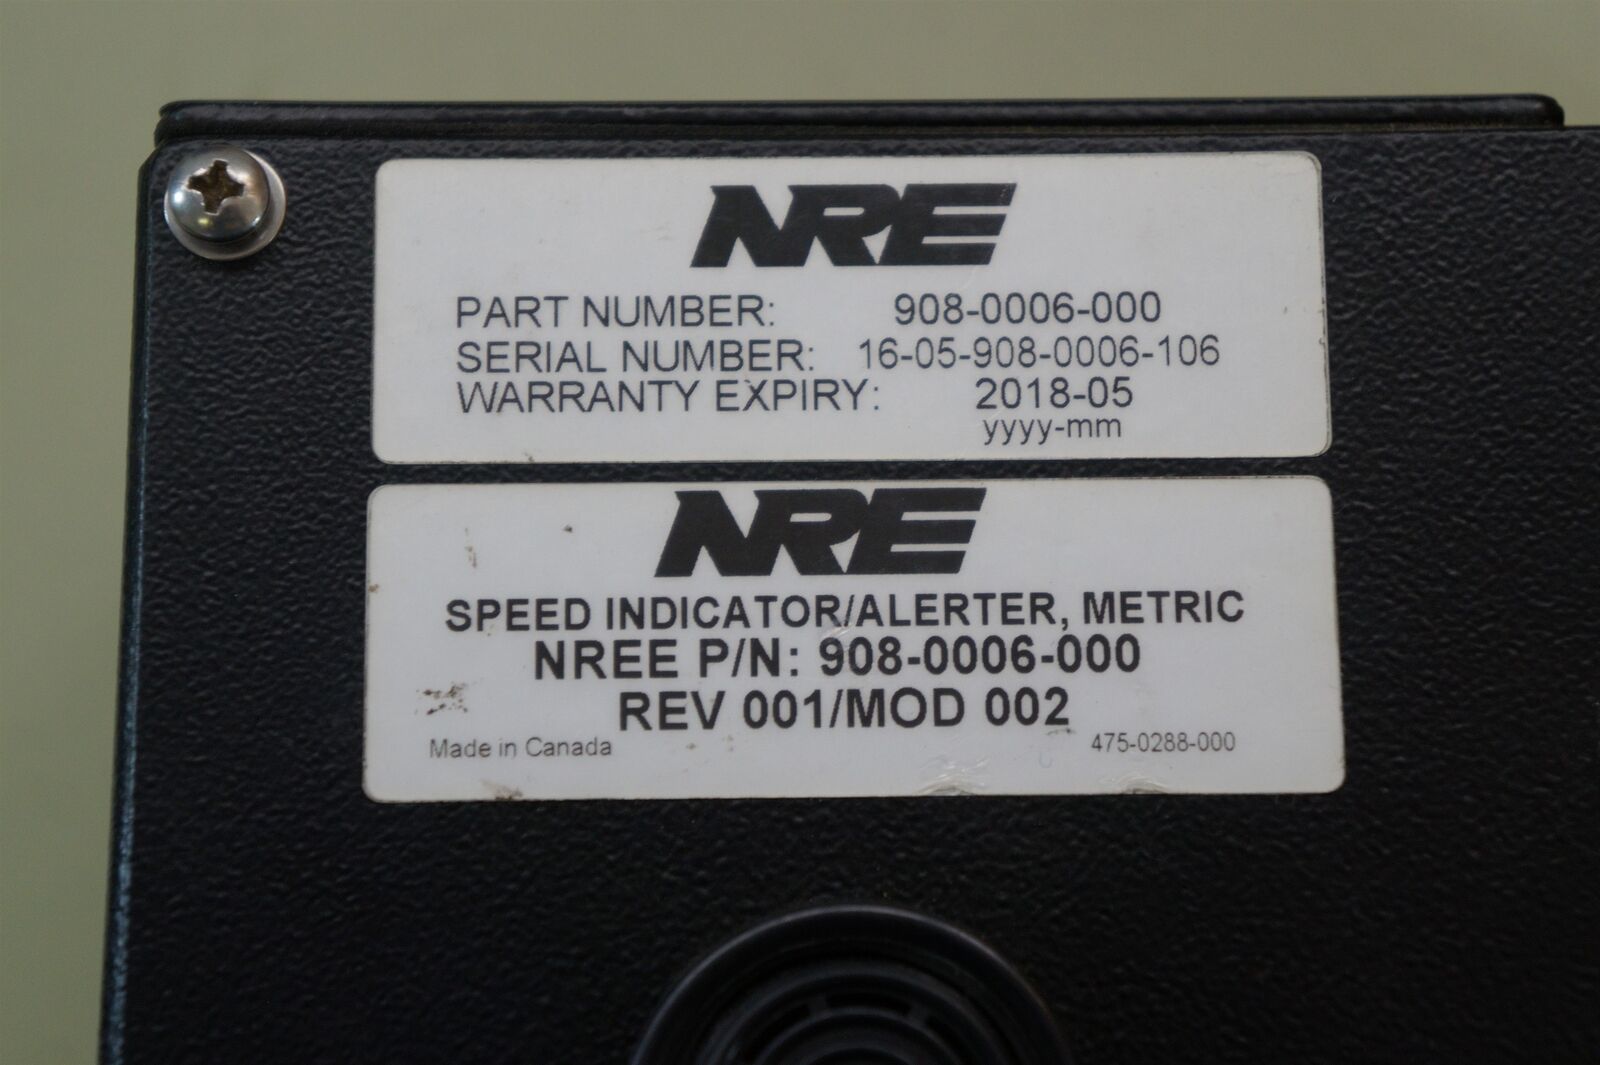 NRE
PART NUMBER: 908-0006-000
SERIAL NUMBER: 16-05-908-0006-106
WARRANTY EXPIRY: 2018-05
yyyy-mm
NRE
SPEED INDICATOR/ALERTER, METRIC
NREE P/N: 908-0006-000
REV 001/MOD 002
Made in Canada 475-0288-000